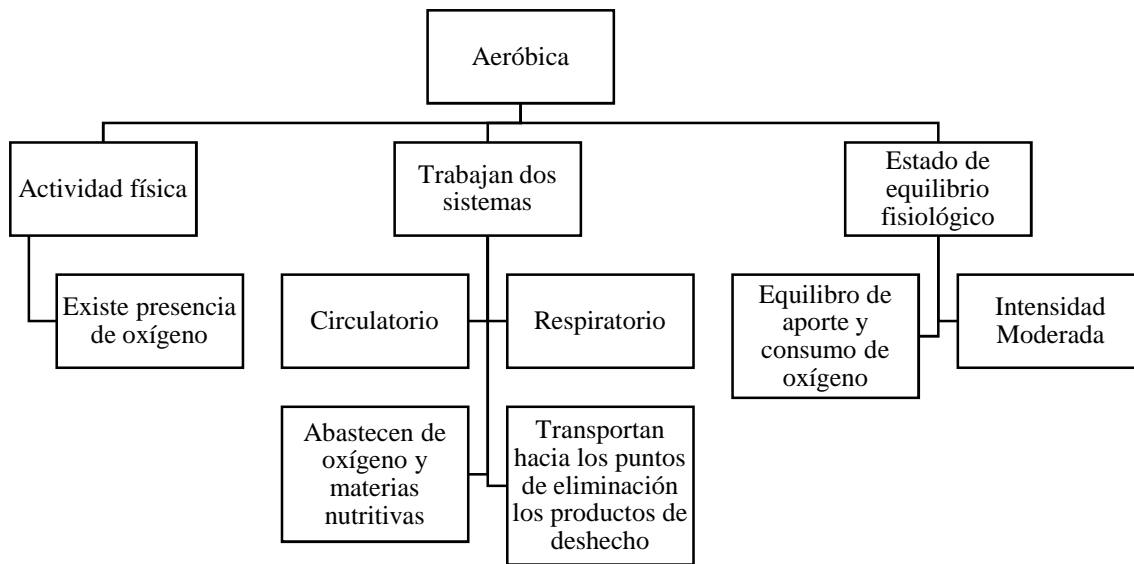 Aeróbica
Actividad física
Trabajan dos
sistemas
Estado de
equilibrio
fisiológico
Existe presencia
de oxígeno
Circulatorio
Respiratorio
Equilibro de
aporte y
consumo de
oxígeno
Intensidad
Moderada
Abastecen de
oxígeno y
materias
nutritivas
Transportan
hacia los puntos
de eliminación
los productos de
deshecho